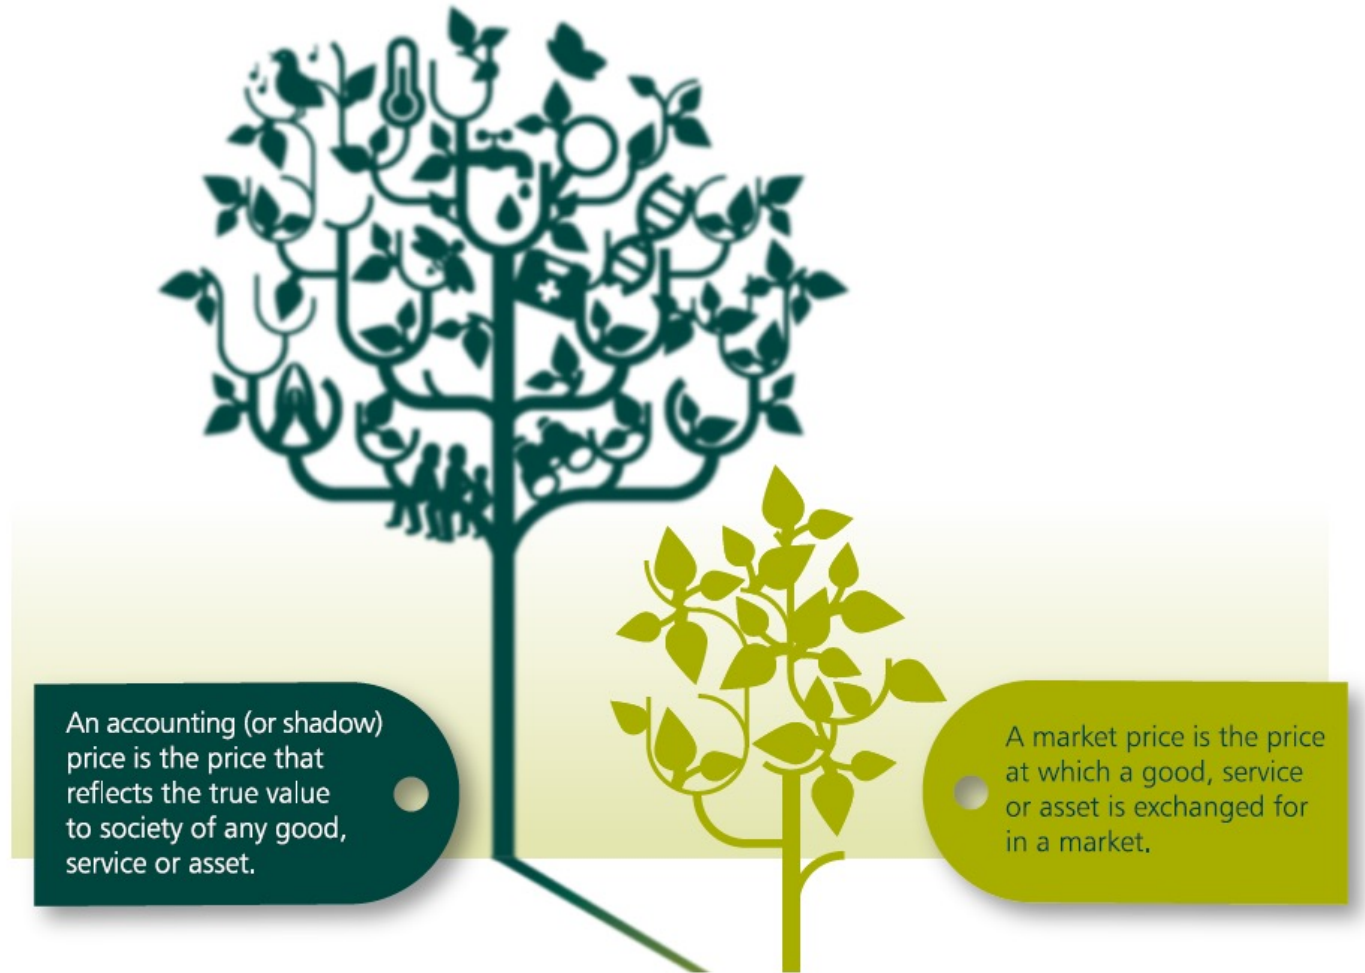 An accounting (or shadow)
price is the price that
reflects the true value
to society of any good,
service or asset.
A market price is the price
at which a good, service
or asset is exchanged for
in a market.